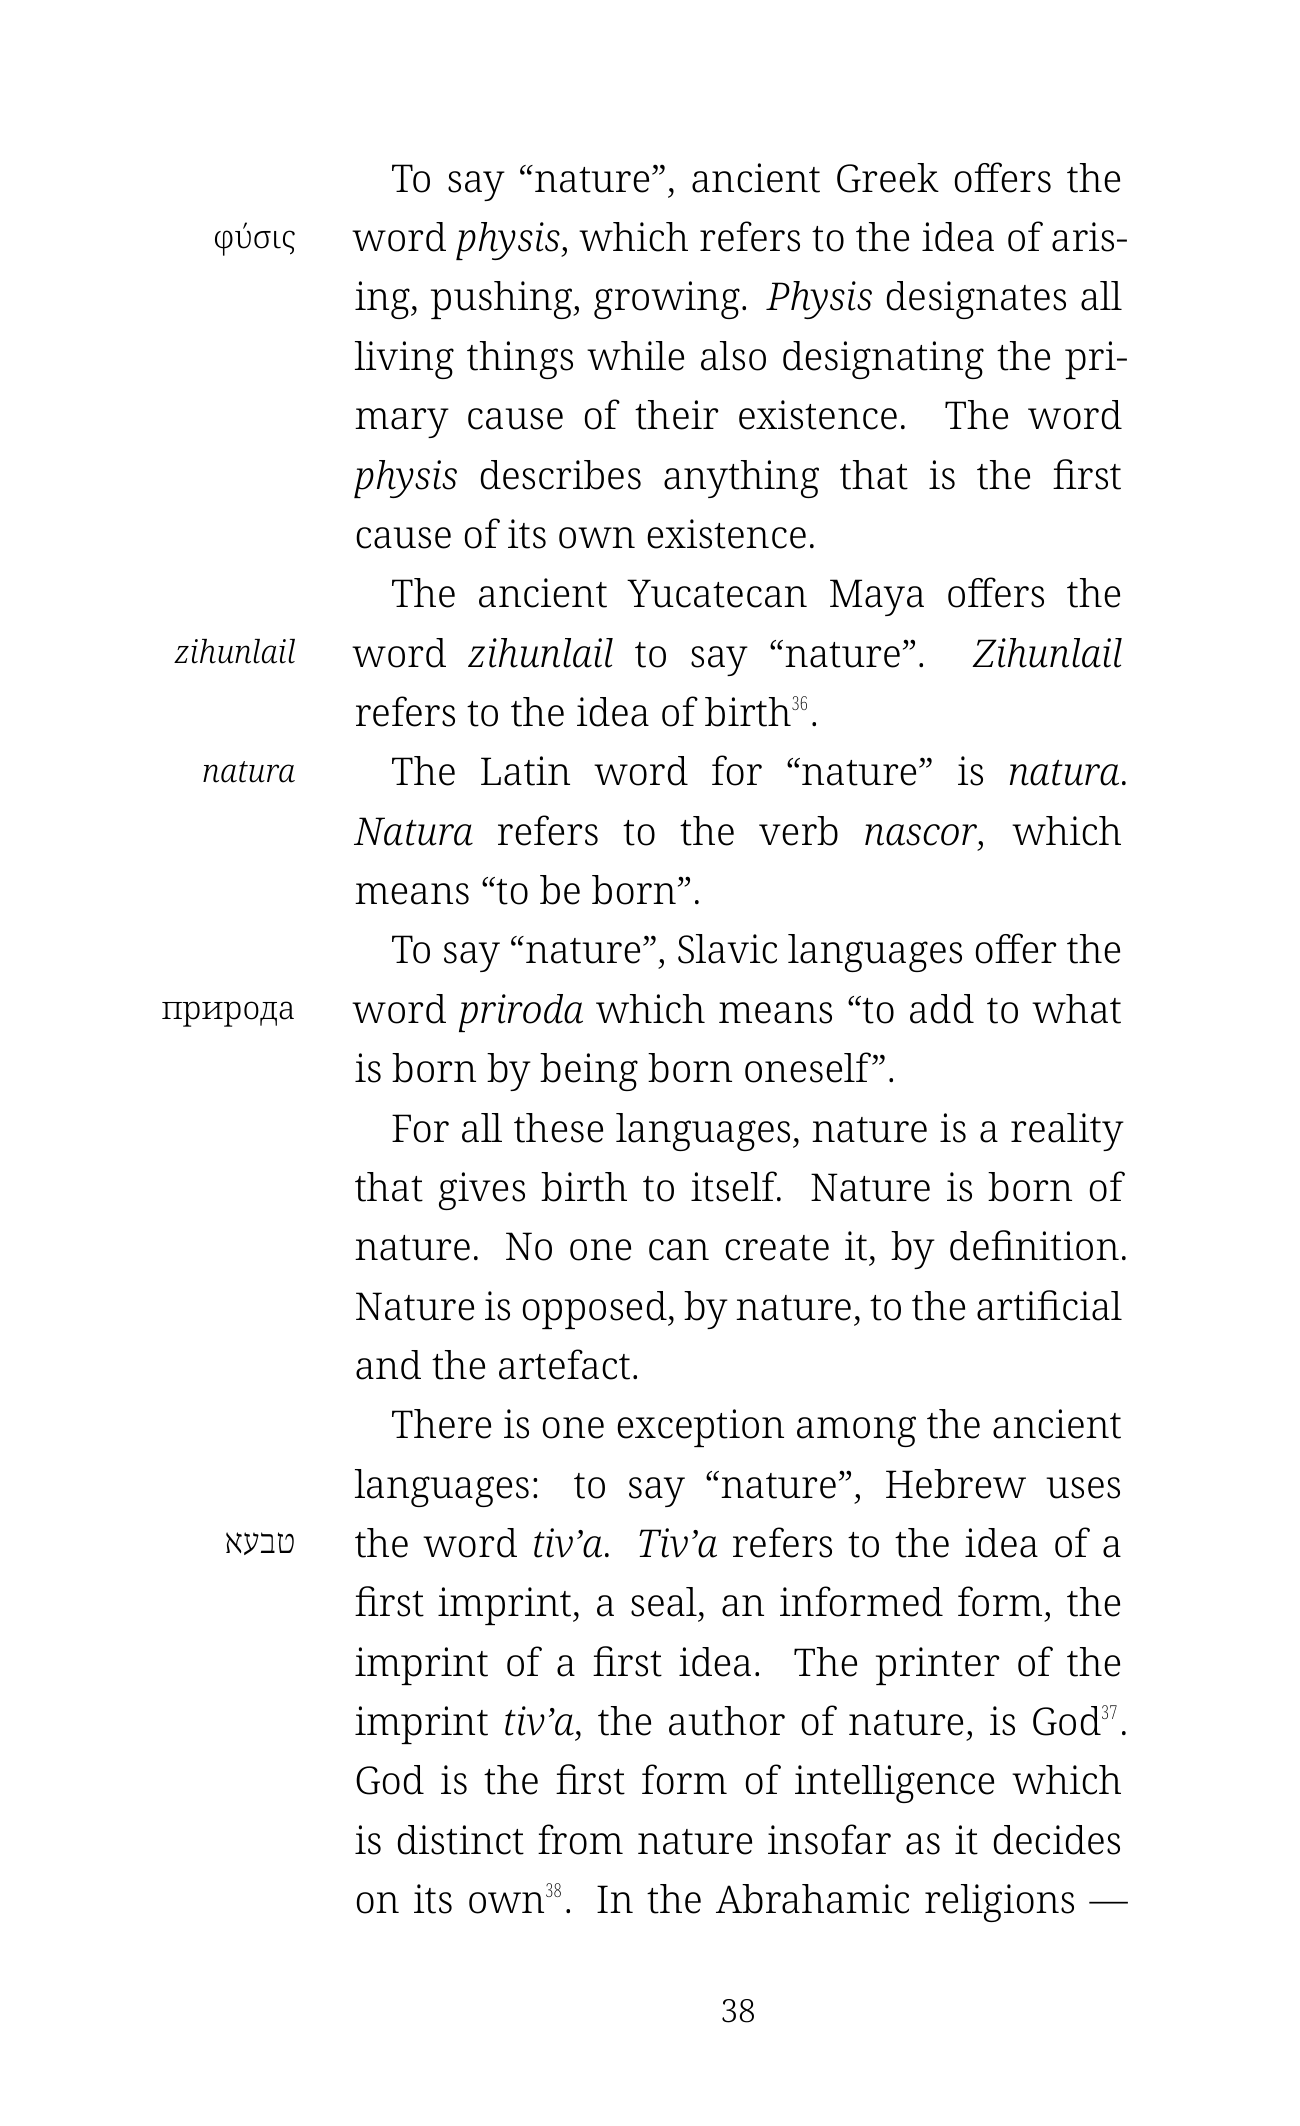 To say “nature”, ancient Greek offers the
φύσις
word physis, which refers to the idea of aris-
ing, pushing, growing. Physis designates all
living things while also designating the pri-
mary cause of their existence. The word
physis describes anything that is the first
cause of its own existence.
The ancient Yucatecan Maya offers the
zihunlail
word zihunlail to say “nature”. Zihunlail
refers to the idea of birth36.
natura
The Latin word for “nature” is natura.
Natura refers to the verb nascor, which
means “to be born”.
To say “nature”, Slavic languages offer the
природа
word priroda which means “to add to what
is born by being born oneself”.
For all these languages, nature is a reality
that gives birth to itself. Nature is born of
nature. No one can create it, by definition.
Nature is opposed, by nature, to the artificial
and the artefact.
There is one exception among the ancient
languages: to say “nature”, Hebrew uses
טבעא
the word tiv’a. Tiv’a refers to the idea of a
first imprint, a seal, an informed form, the
imprint of a first idea. The printer of the
imprint tiv’a, the author of nature, is God37.
God is the first form of intelligence which
is distinct from nature insofar as it decides
on its own38. In the Abrahamic religions —
38